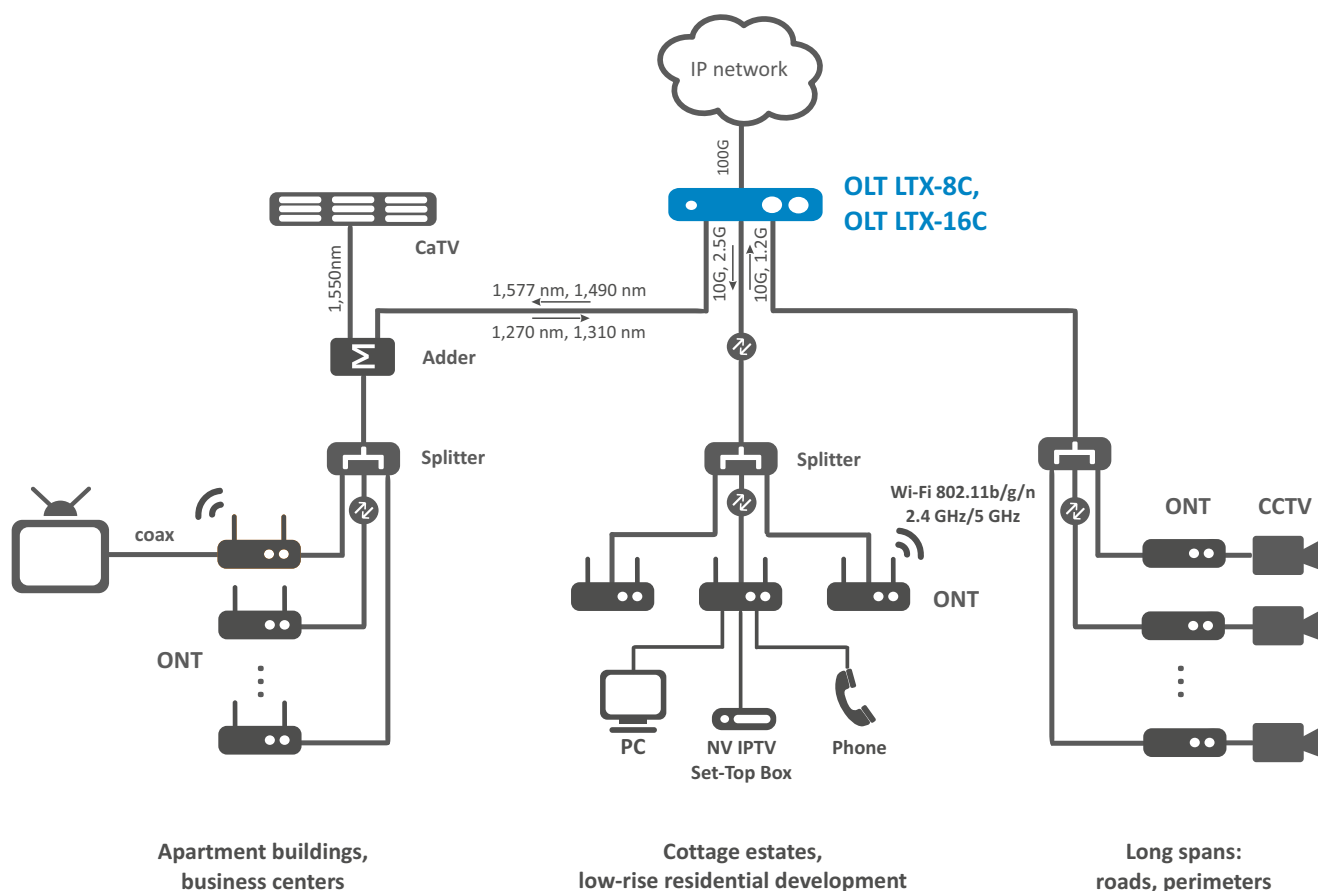 IP network
100G
OLT LTX-8C,
OLT LTX-16C
CaTV
1,550nm
1,577 nm, 1,490 nm
1,270 nm, 1,310 nm
10G, 2.5G
10G, 1.2G
M
Adder
Splitter
Splitter
Wi-Fi 802.11b/g/n
2.4 GHz/5 GHz
ONT
CCTV
coax
ONT
ONT
PC
NV IPTV
Set-Top Box
Phone
Apartment buildings,
business centers
Cottage estates,
low-rise residential development
Long spans:
roads, perimeters